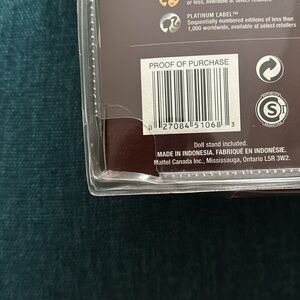 or less, available at select retailers
PLATINUM LABEL™
Sequentially numbered editions of less than
1,000 worldwide, available at select retailers
PROOF OF PURCHASE
0 27084 51068 3
S
Doll stand included.
MADE IN INDONESIA. FABRIQUÉ EN INDONÉSIE.
Mattel Canada Inc., Mississauga, Ontario L5R 3W2.